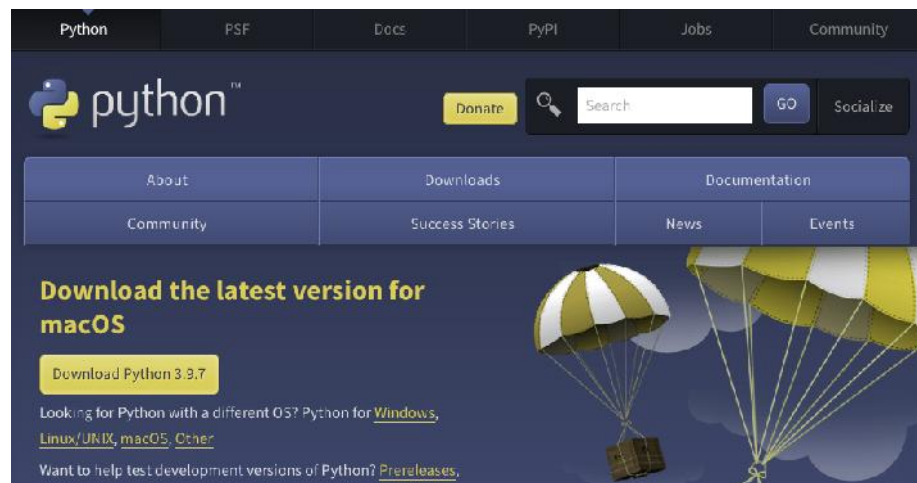 Python PSF Docs PyPI Jobs Community
python™
Donate Search GO Socialize
About Downloads Documentation
Community Success Stories News Events
Download the latest version for
macOS
Download Python 3.9.7
Looking for Python with a different OS? Python for Windows,
Linux/UNIX, macOS, Other
Want to help test development versions of Python? Prereleases,